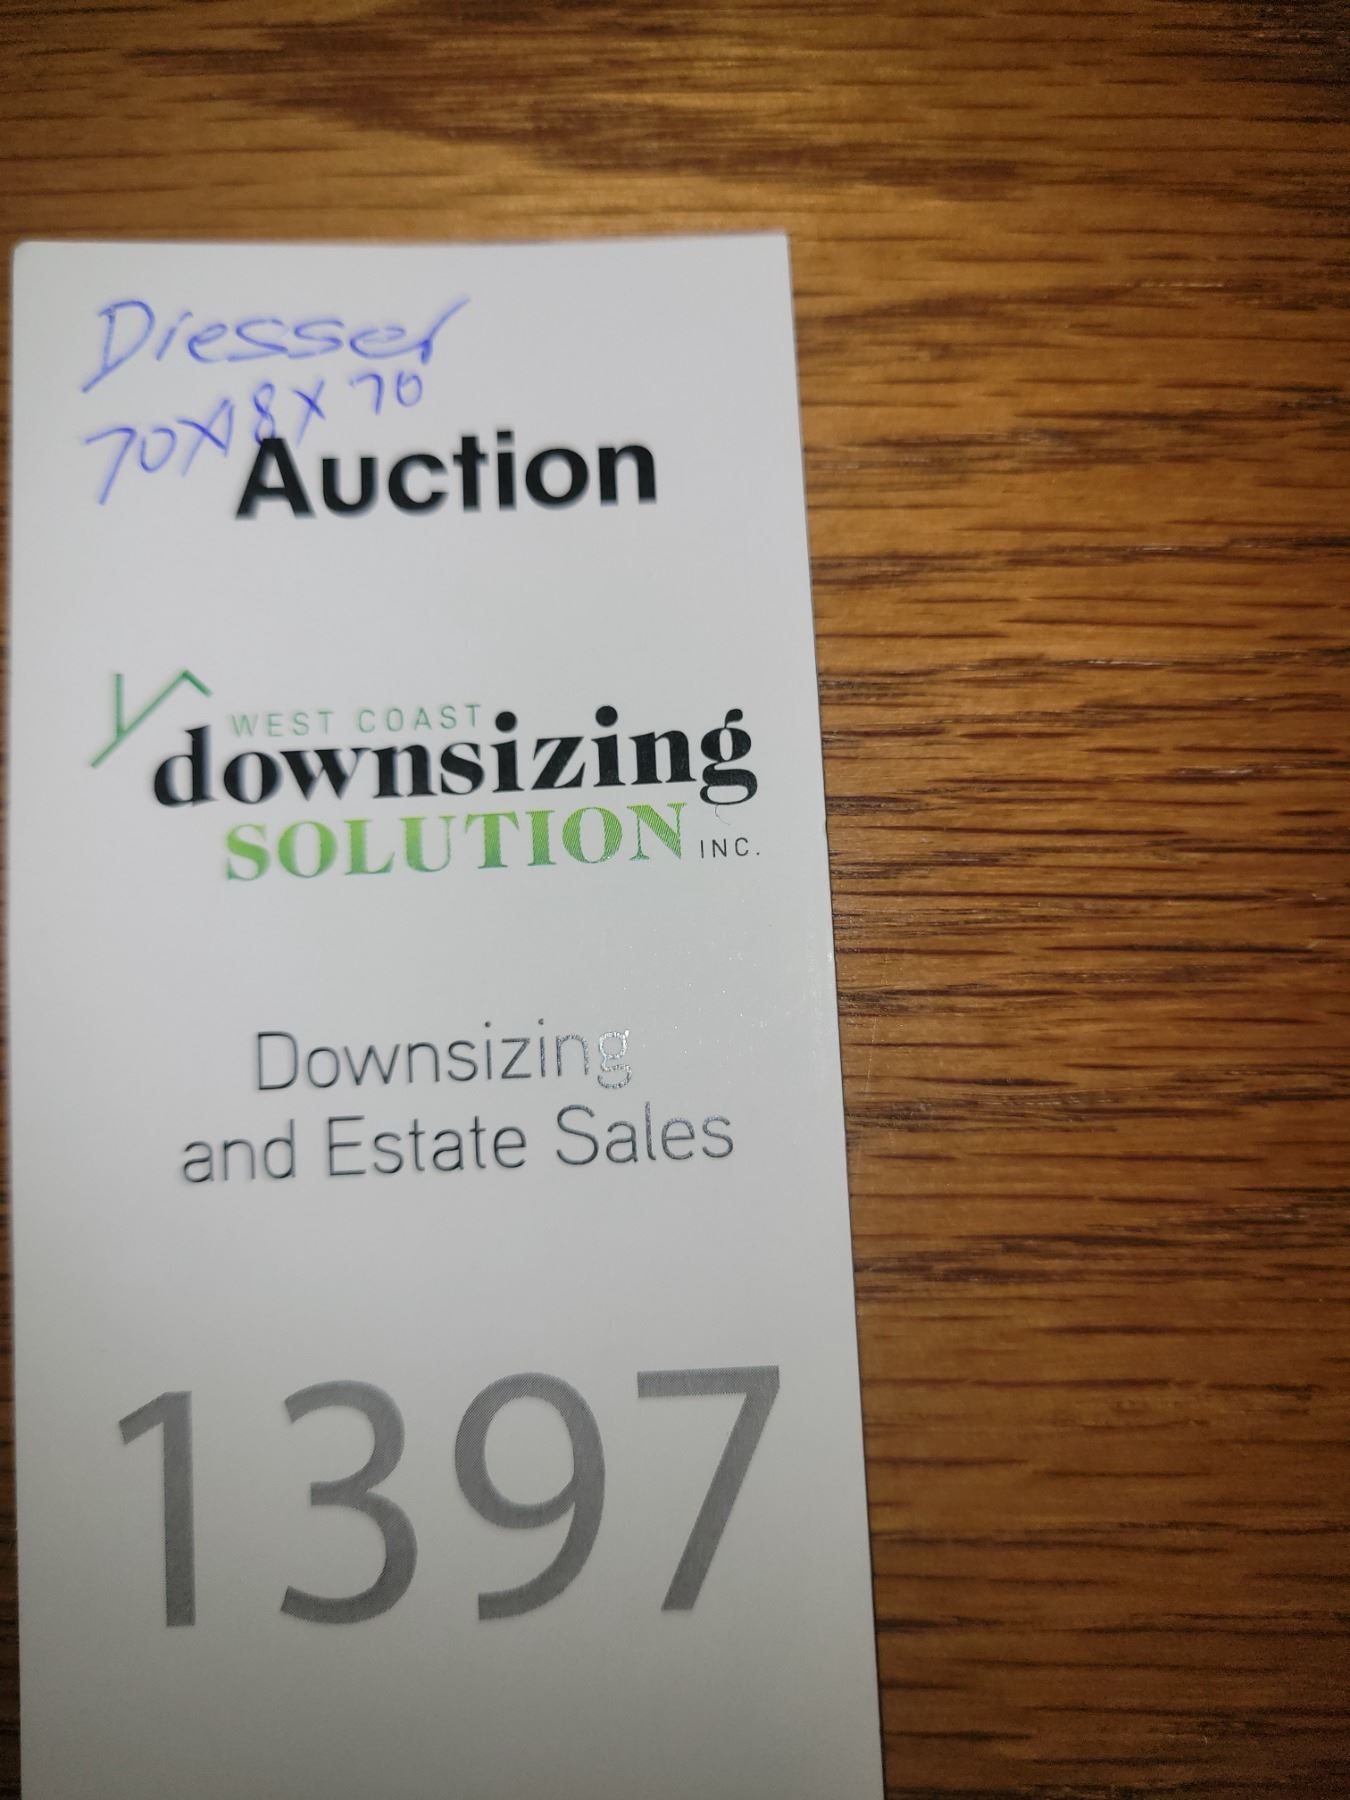 Diesser
70X18X70
Auction
WEST COAST
downsizing
SOLUTION INC.
Downsizing
and Estate Sales
1397